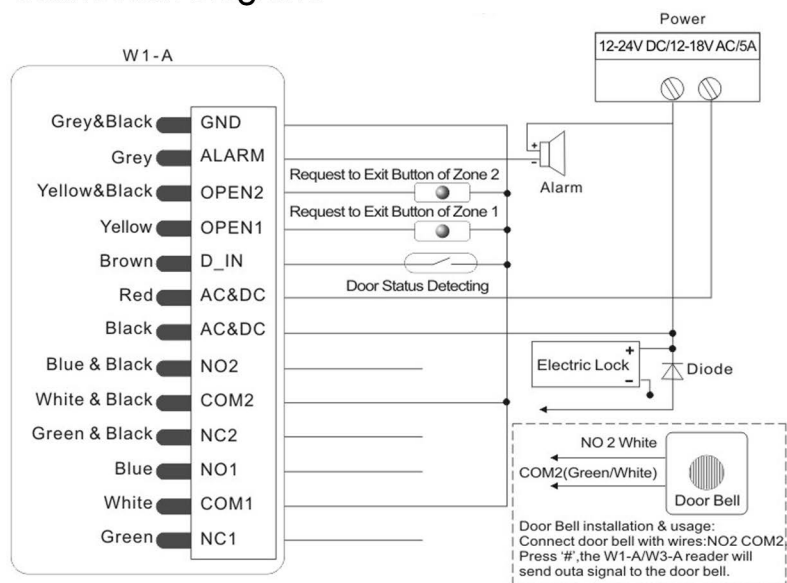 Power
12-24V DC/12-18V AC/5A
W1-A
Grey&Black GND
Grey ALARM
Yellow&Black OPEN2
Yellow OPEN1
Brown D_IN
Red AC&DC
Black AC&DC
Blue & Black NO2
White & Black COM2
Green & Black NC2
Blue NO1
White COM1
Green NC1
Request to Exit Button of Zone 2
Request to Exit Button of Zone 1
Door Status Detecting
+
-
Alarm
Electric Lock
+
-
Diode
NO 2 White
COM2(Green/White)
Door Bell
Door Bell installation & usage:
Connect door bell with wires:NO2 COM2,
Press '#',the W1-A/W3-A reader will
send outa signal to the door bell.